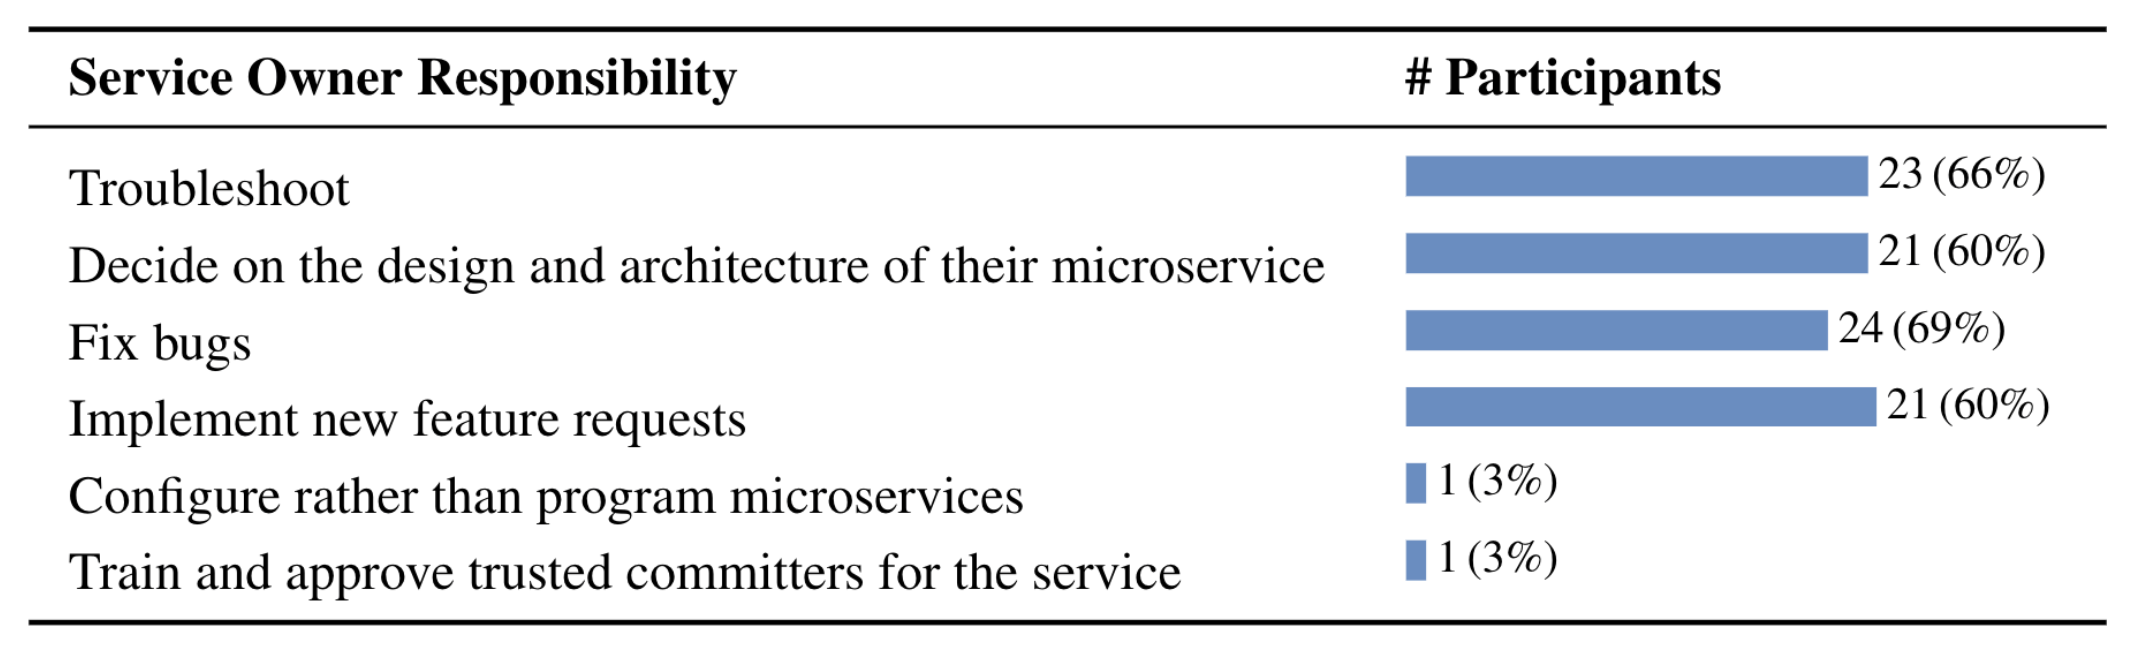 Service Owner Responsibility # Participants
Troubleshoot 23 (66%)
Decide on the design and architecture of their microservice 21 (60%)
Fix bugs 24 (69%)
Implement new feature requests 21 (60%)
Configure rather than program microservices 1 (3%)
Train and approve trusted committers for the service 1 (3%)